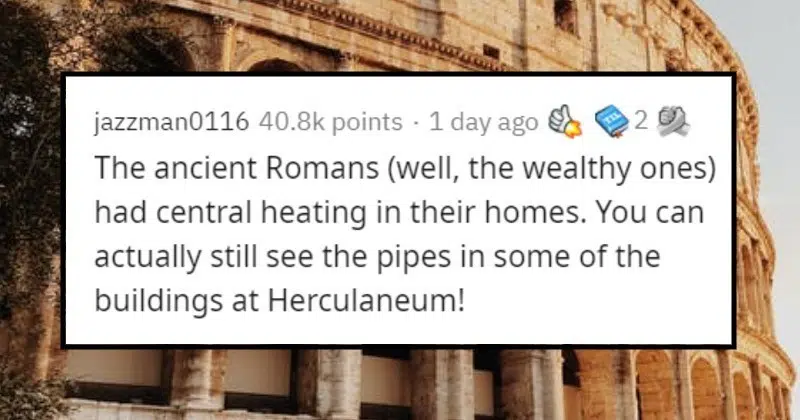 jazzman0116 40.8k points · 1 day ago 2
The ancient Romans (well, the wealthy ones)
had central heating in their homes. You can
actually still see the pipes in some of the
buildings at Herculaneum!